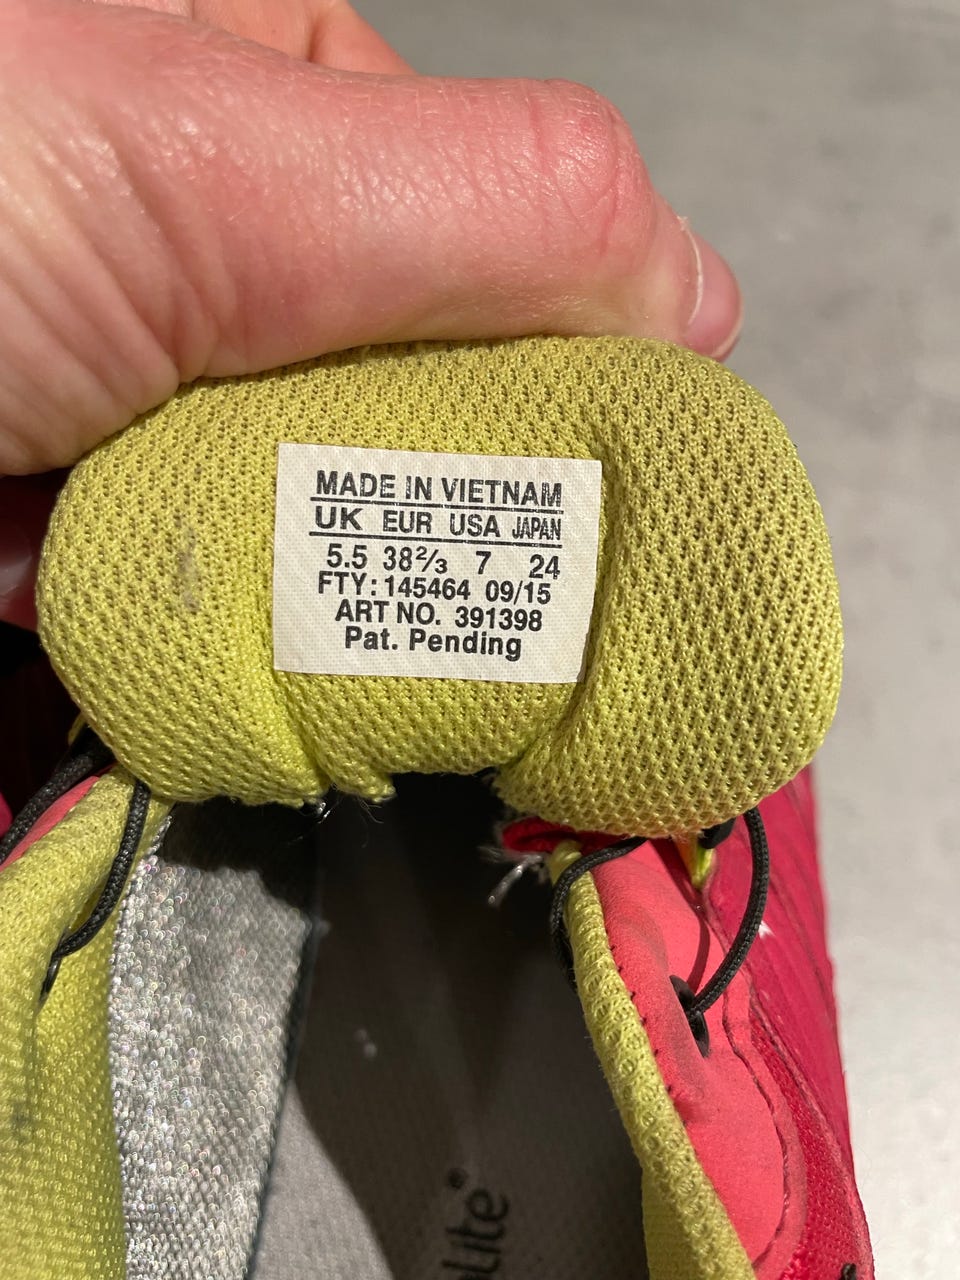 MADE IN VIETNAM
UK EUR USA JAPAN
5.5 38⅔ 7 24
FTY: 145464 09/15
ART NO. 391398
Pat. Pending